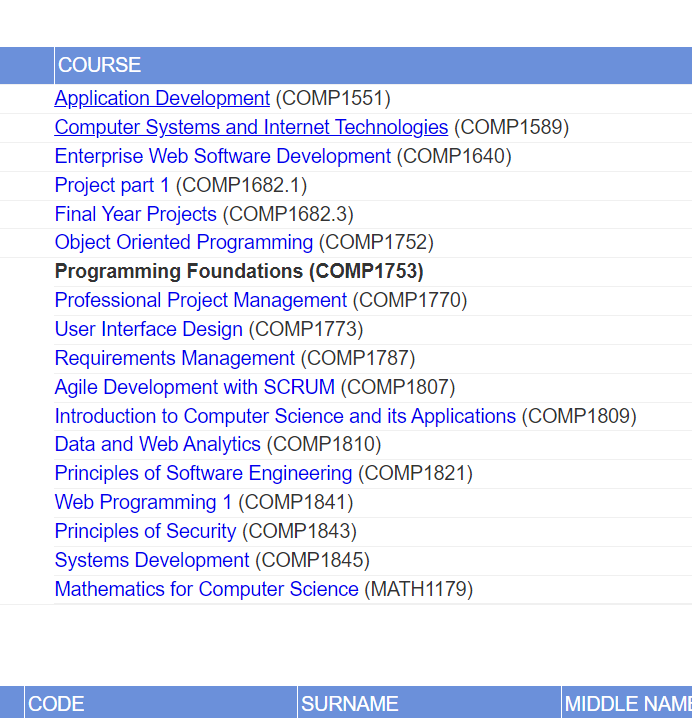 COURSE
Application Development (COMP1551)
Computer Systems and Internet Technologies (COMP1589)
Enterprise Web Software Development (COMP1640)
Project part 1 (COMP1682.1)
Final Year Projects (COMP1682.3)
Object Oriented Programming (COMP1752)
Programming Foundations (COMP1753)
Professional Project Management (COMP1770)
User Interface Design (COMP1773)
Requirements Management (COMP1787)
Agile Development with SCRUM (COMP1807)
Introduction to Computer Science and its Applications (COMP1809)
Data and Web Analytics (COMP1810)
Principles of Software Engineering (COMP1821)
Web Programming 1 (COMP1841)
Principles of Security (COMP1843)
Systems Development (COMP1845)
Mathematics for Computer Science (MATH1179)
CODE SURNAME MIDDLE NAME